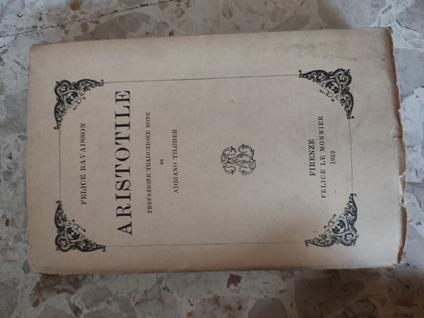 FELICE RAVAISSON
ARISTOTILE
PREFAZIONE TRADUZIONE NOTE
DI
ADRIANO TILGHER
FIRENZE
FELICE LE MONNIER
1922